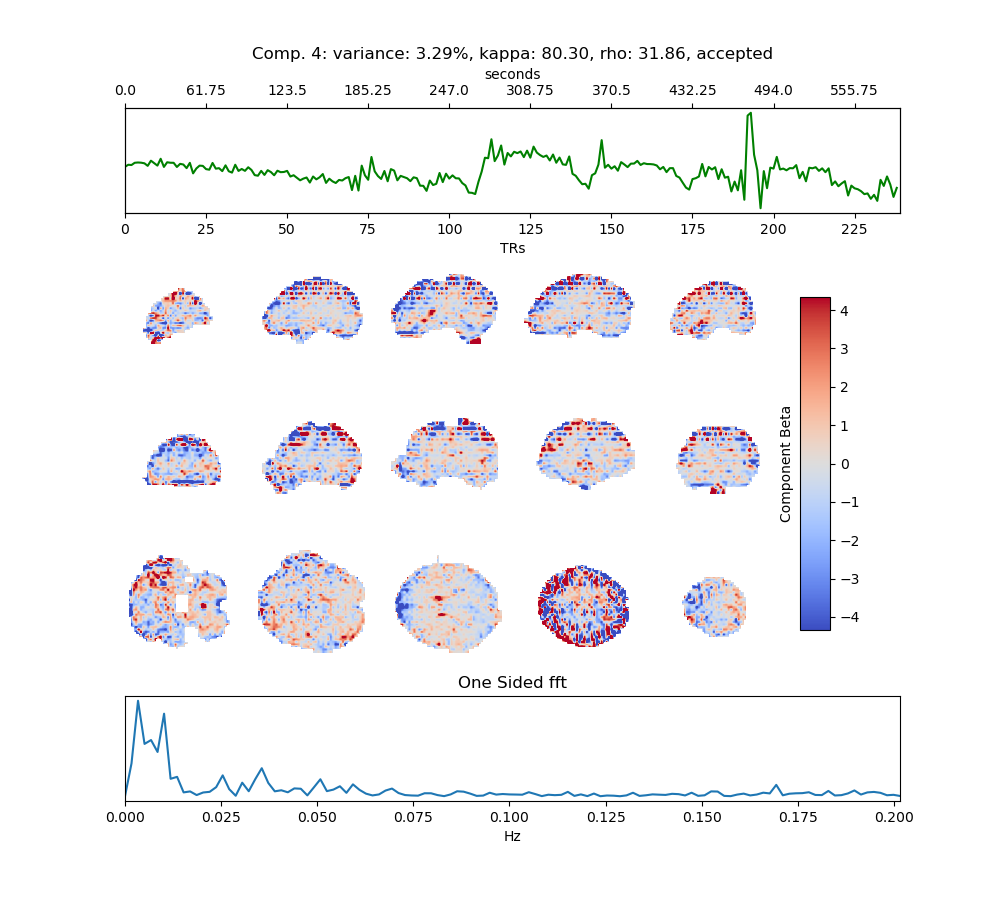 Comp. 4: variance: 3.29%, kappa: 80.30, rho: 31.86, accepted
seconds
0.0 61.75 123.5 185.25 247.0 308.75 370.5 432.25 494.0 555.75
0 25 50 75 100 125 150 175 200 225
TRs
4
3
2
1
0
−1
−2
−3
−4
Component Beta
One Sided fft
0.000 0.025 0.050 0.075 0.100 0.125 0.150 0.175 0.200
Hz